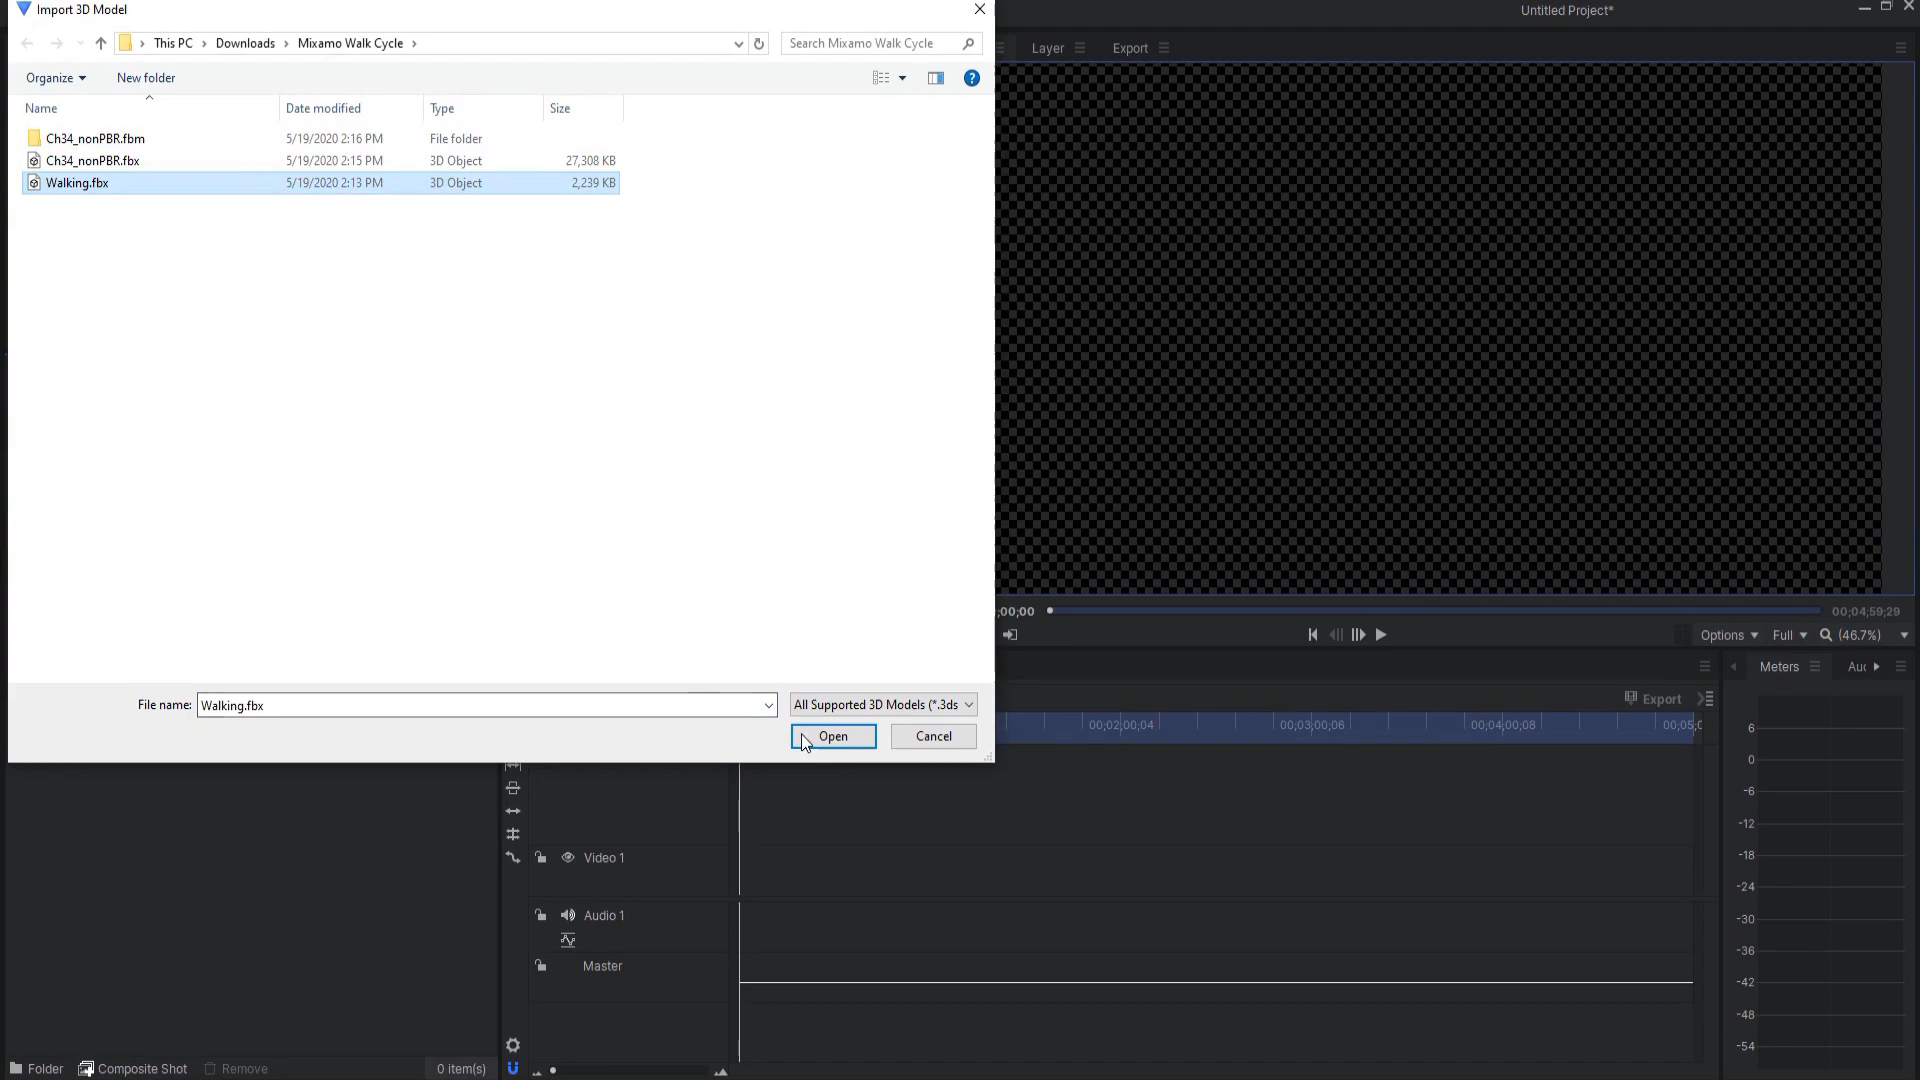 Import 3D Model
Untitled Project*
This PC
Downloads
Mixamo Walk Cycle
Search Mixamo Walk Cycle
Layer
Export
Organize
New folder
Name
Date modified
Type
Size
Ch34_nonPBR.fbm
5/19/2020 2:16 PM
File folder
Ch34_nonPBR.fbx
5/19/2020 2:15 PM
3D Object
27,308 KB
Walking.fbx
5/19/2020 2:13 PM
3D Object
2,239 KB
;00;00
00;04;59;29
Options
Full
(46.7%)
Meters
Auc
File name:
Walking.fbx
All Supported 3D Models (*.3ds
Open
Cancel
Export
00;02;00;04
00;03;00;06
00;04;00;08
00;05;0
6
0
-6
-12
-18
-24
-30
-36
-42
-48
-54
Video 1
Audio 1
Master
Folder
Composite Shot
Remove
0 item(s)